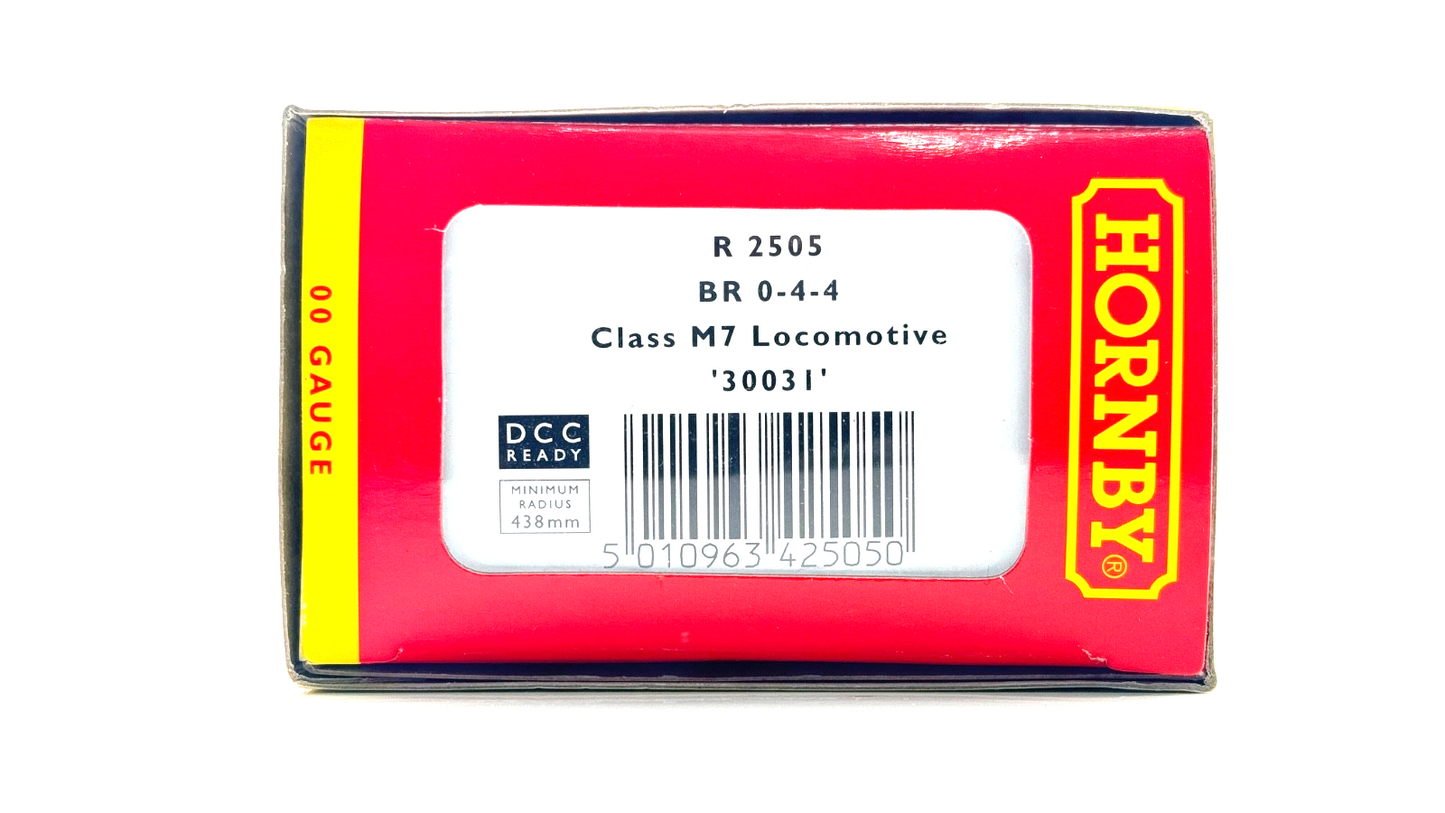 00 GAUGE
R 2505
BR 0-4-4
Class M7 Locomotive
'30031'
DCC
READY
MINIMUM
RADIUS
438mm
5 010963 425050
HORNBY®